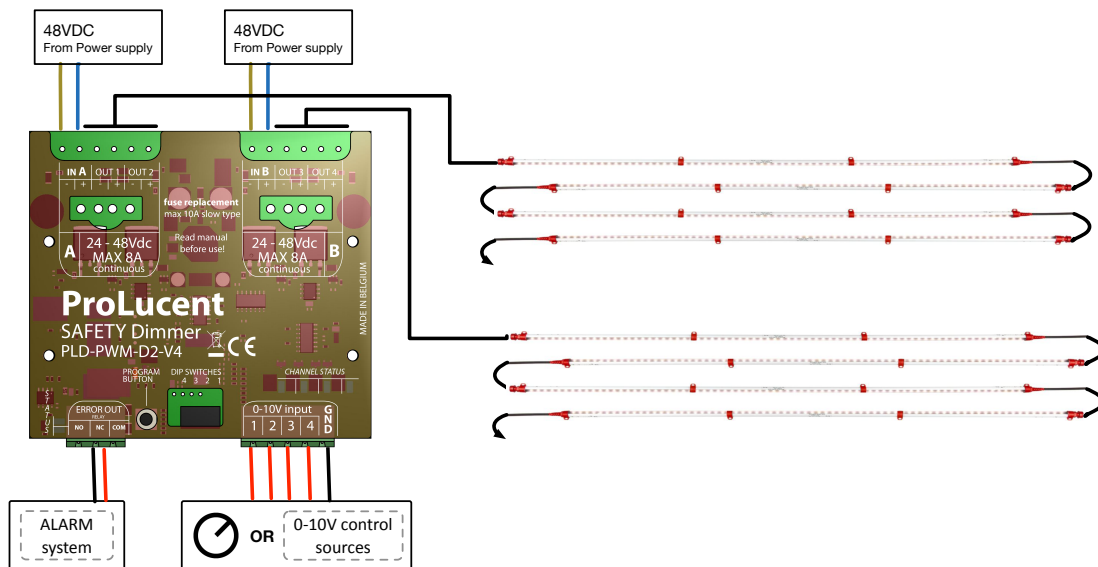 48VDC
From Power supply
48VDC
From Power supply
IN A OUT 1 OUT 2
- + - + - +
IN B OUT 3 OUT 4
- + - + - +
fuse replacement
max 10A slow type
Read manual
before use!
A
24 - 48Vdc
MAX 8A
continuous
24 - 48Vdc
MAX 8A
continuous
B
MADE IN BELGIUM
ProLucent
SAFETY Dimmer
PLD-PWM-D2-V4
CE
PROGRAM
BUTTON
DIP SWITCHES
4 3 2 1
CHANNEL STATUS
STATUS
ERROR OUT
RELAY
NO NC COM
0-10V input
1 2 3 4
GND
ALARM
system
OR
0-10V control
sources